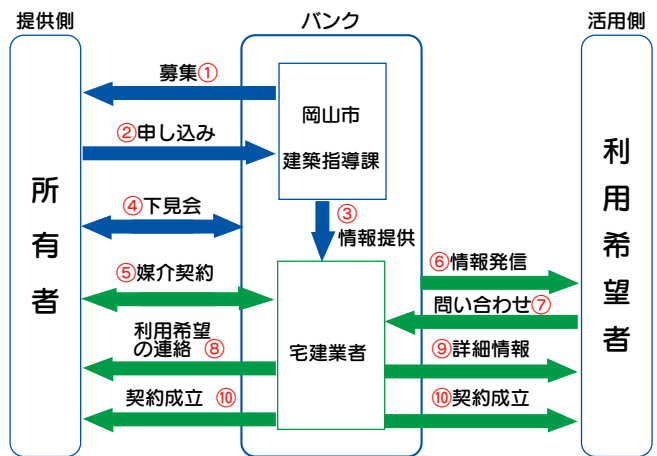 提供側
バンク
活用側
募集①
岡山市
建築指導課
②申し込み
所有者
利用希望者
④下見会
③
情報提供
⑤媒介契約
⑥情報発信
問い合わせ⑦
利用希望
の連絡 ⑧
宅建業者
⑨詳細情報
契約成立 ⑩
⑩契約成立